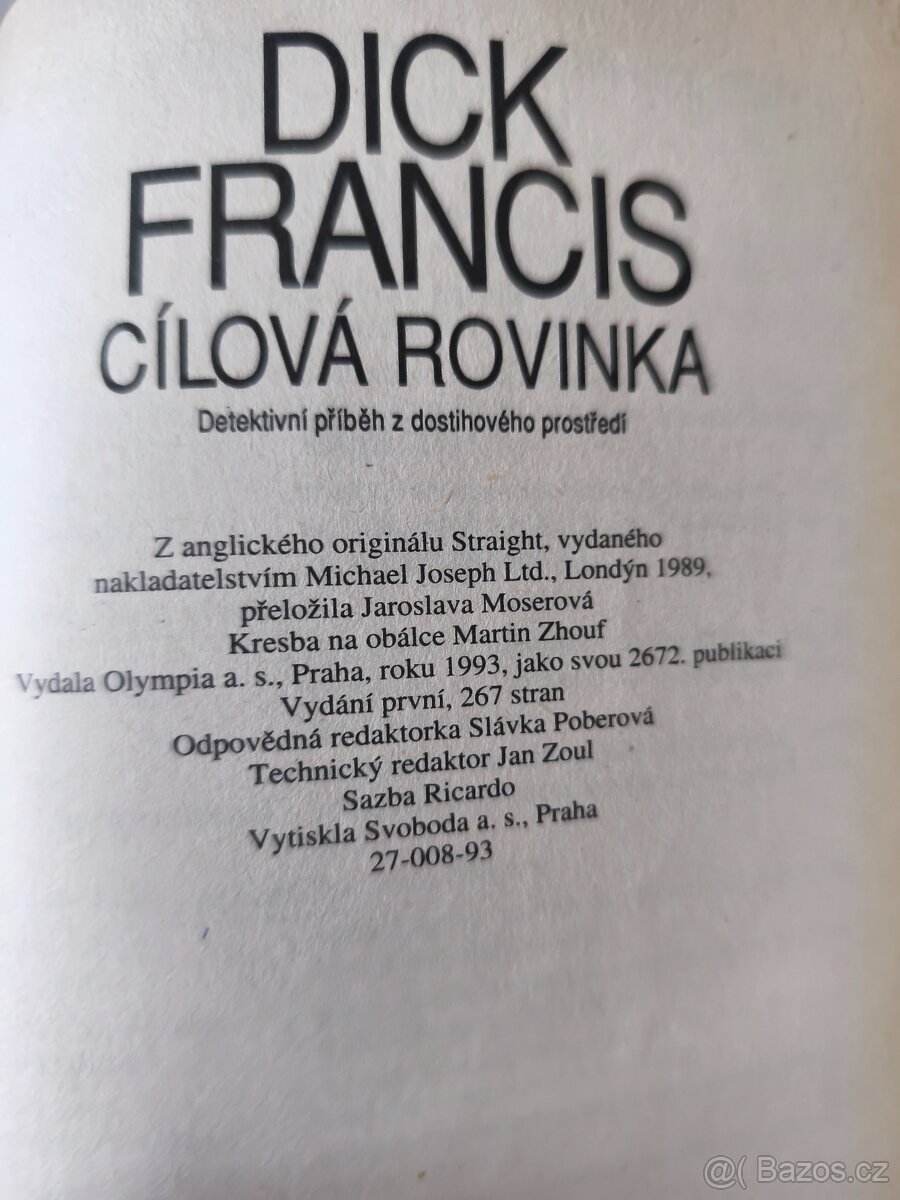 DICK
FRANCIS
CÍLOVÁ ROVINKA
Detektivní příběh z dostihového prostředí
Z anglického originálu Straight, vydaného
nakladatelstvím Michael Joseph Ltd., Londýn 1989,
přeložila Jaroslava Moserová
Kresba na obálce Martin Zhouf
Vydala Olympia a. s., Praha, roku 1993, jako svou 2672. publikaci
Vydání první, 267 stran
Odpovědná redaktorka Slávka Poberová
Technický redaktor Jan Zoul
Sazba Ricardo
Vytiskla Svoboda a. s., Praha
27-008-93
@( Bazos.cz